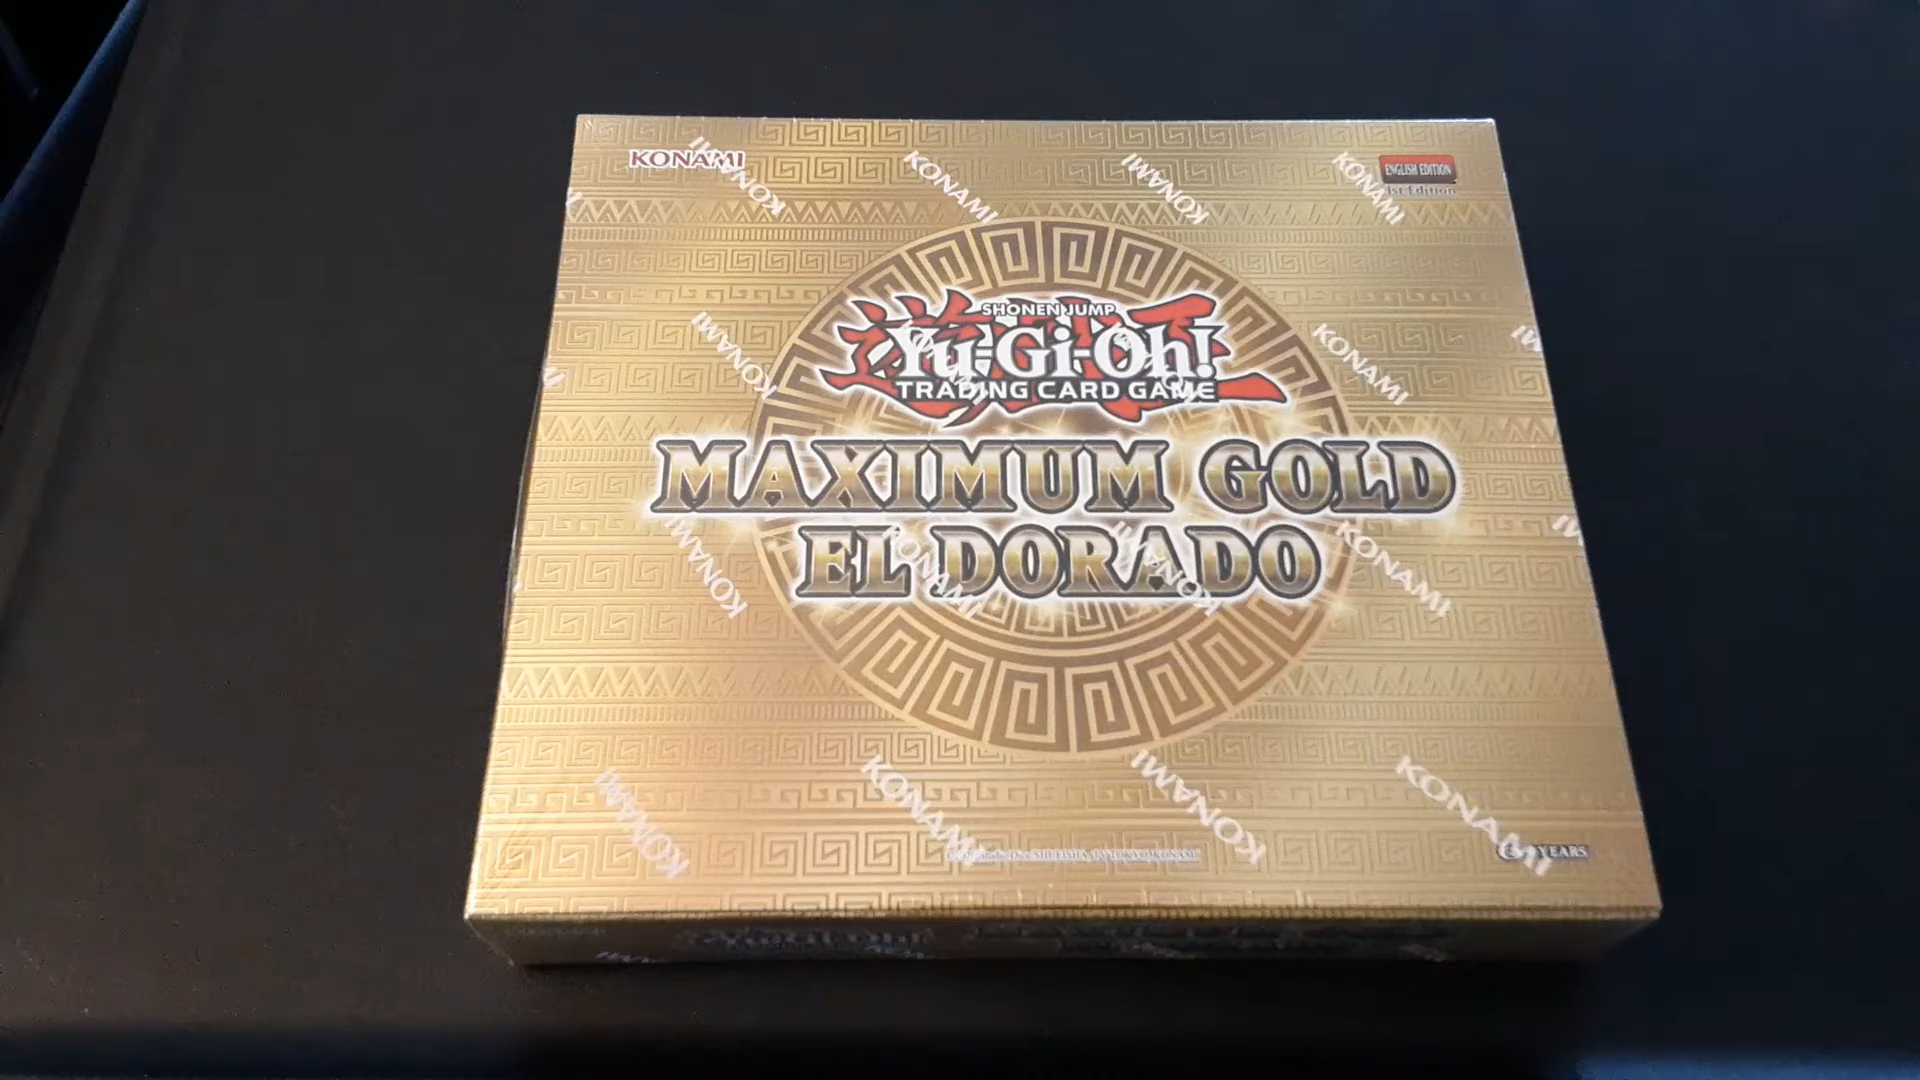 KONAMI
ENGLISH EDITION
1st Edition
SHONEN JUMP
Yu-Gi-Oh!
TRADING CARD GAME
MAXIMUM GOLD
EL DORADO
KONAMI
KONAMI
KONAMI
KONAMI
KONAMI
KONAMI
KONAMI
KONAMI
KONAMI
KONAMI
KONAMI
KONAMI
KONAMI
YEARS